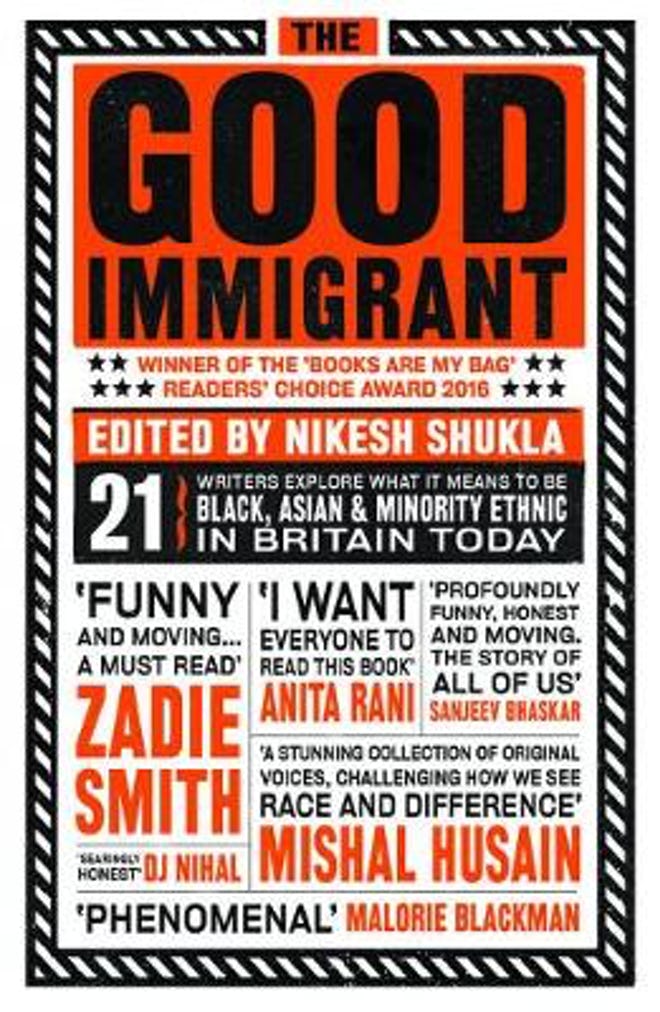 THE
GOOD
IMMIGRANT
WINNER OF THE 'BOOKS ARE MY BAG'
READERS' CHOICE AWARD 2016
EDITED BY NIKESH SHUKLA
21
WRITERS EXPLORE WHAT IT MEANS TO BE
BLACK, ASIAN & MINORITY ETHNIC
IN BRITAIN TODAY
'FUNNY
AND MOVING...
A MUST READ'
ZADIE
SMITH
'SEARINGLY
HONEST' DJ NIHAL
'I WANT
EVERYONE TO
READ THIS BOOK'
ANITA RANI
'PROFOUNDLY
FUNNY, HONEST
AND MOVING.
THE STORY OF
ALL OF US'
SANJEEV BHASKAR
'A STUNNING COLLECTION OF ORIGINAL
VOICES, CHALLENGING HOW WE SEE
RACE AND DIFFERENCE'
MISHAL HUSAIN
'PHENOMENAL' MALORIE BLACKMAN